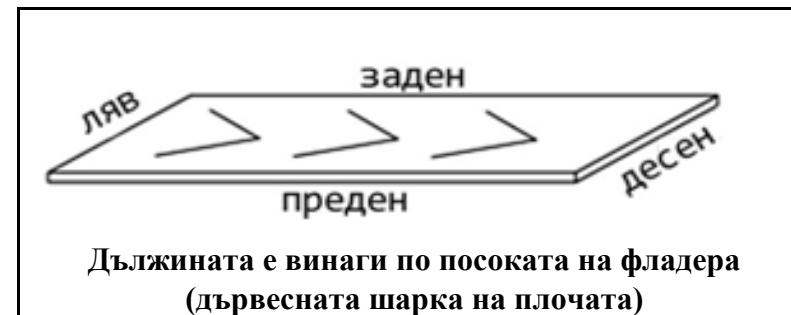 заден
ляв
десен
преден
Дължината е винаги по посоката на фладера
(дървесната шарка на плочата)